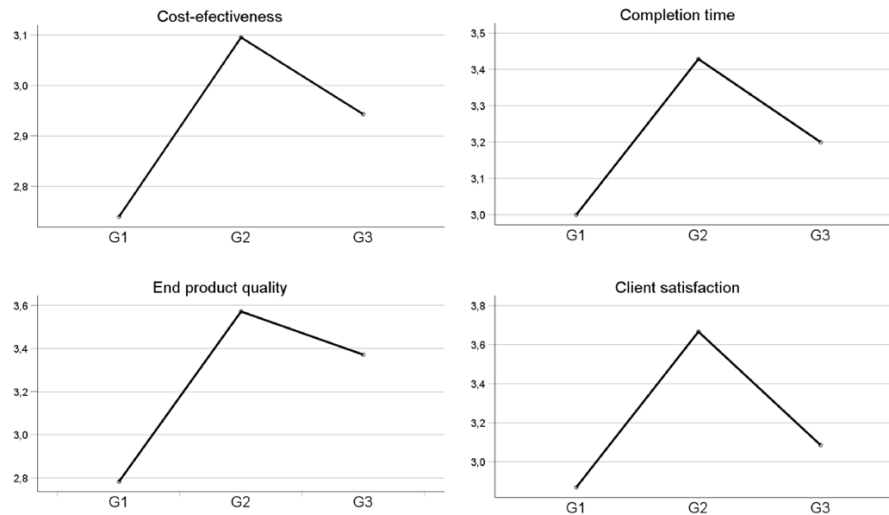 Cost-efectiveness
3,1
3,0
2,9
2,8
G1 G2 G3
Completion time
3,5
3,4
3,3
3,2
3,1
3,0
G1 G2 G3
End product quality
3,6
3,4
3,2
3,0
2,8
G1 G2 G3
Client satisfaction
3,8
3,6
3,4
3,2
3,0
G1 G2 G3